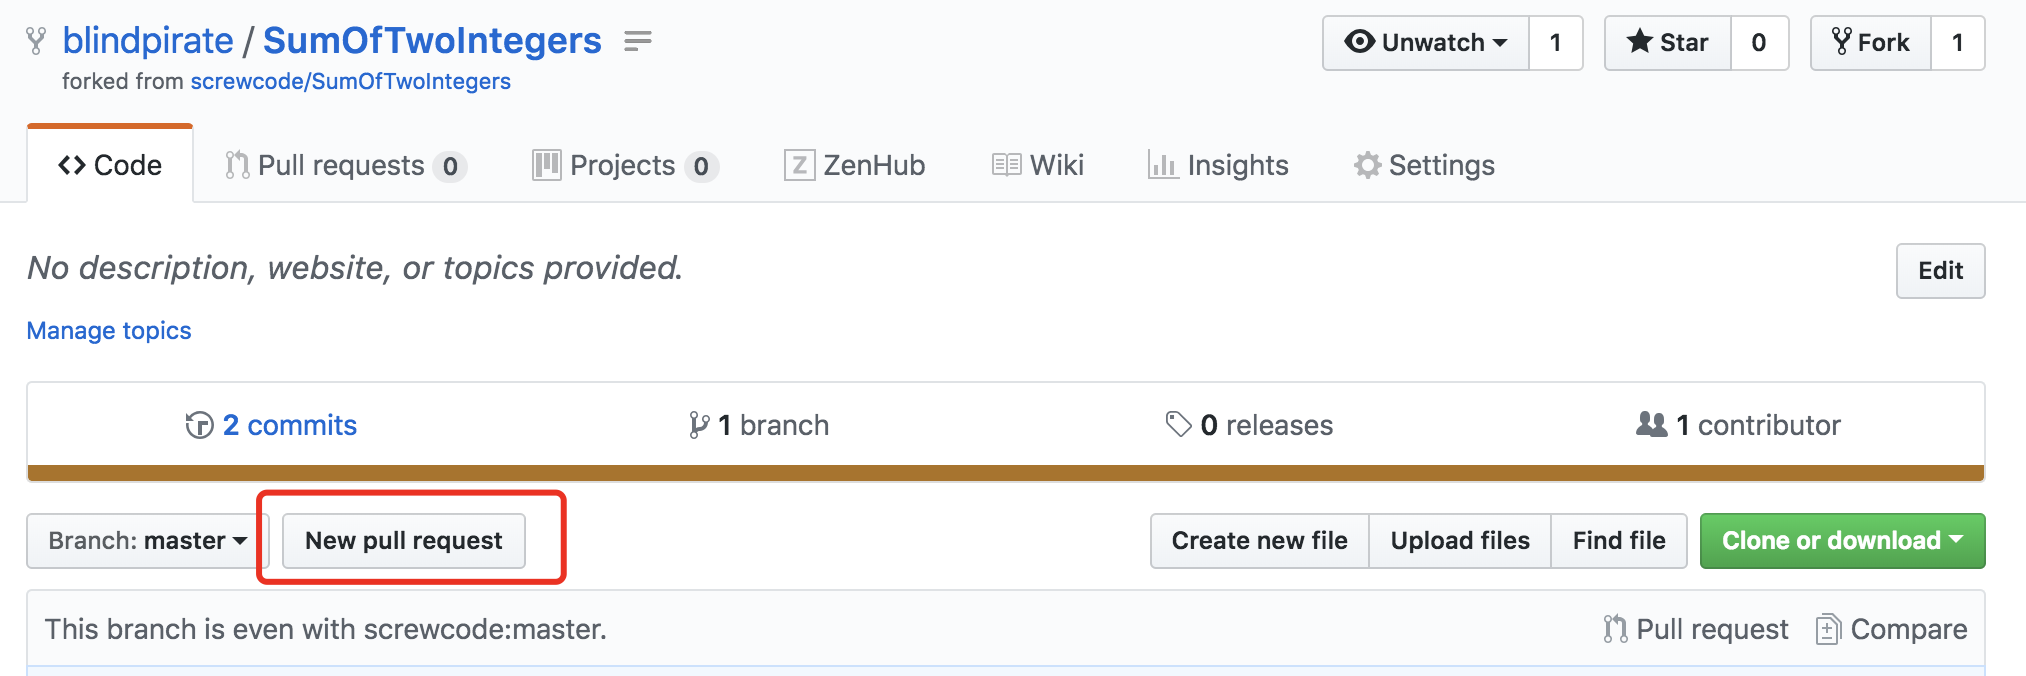 blindpirate / SumOfTwoIntegers Unwatch 1 Star 0 Fork 1
forked from screwcode/SumOfTwoIntegers
Code Pull requests 0 Projects 0 Z ZenHub Wiki Insights Settings
No description, website, or topics provided. Edit
Manage topics
2 commits 1 branch 0 releases 1 contributor
Branch: master New pull request Create new file Upload files Find file Clone or download
This branch is even with screwcode:master. Pull request Compare